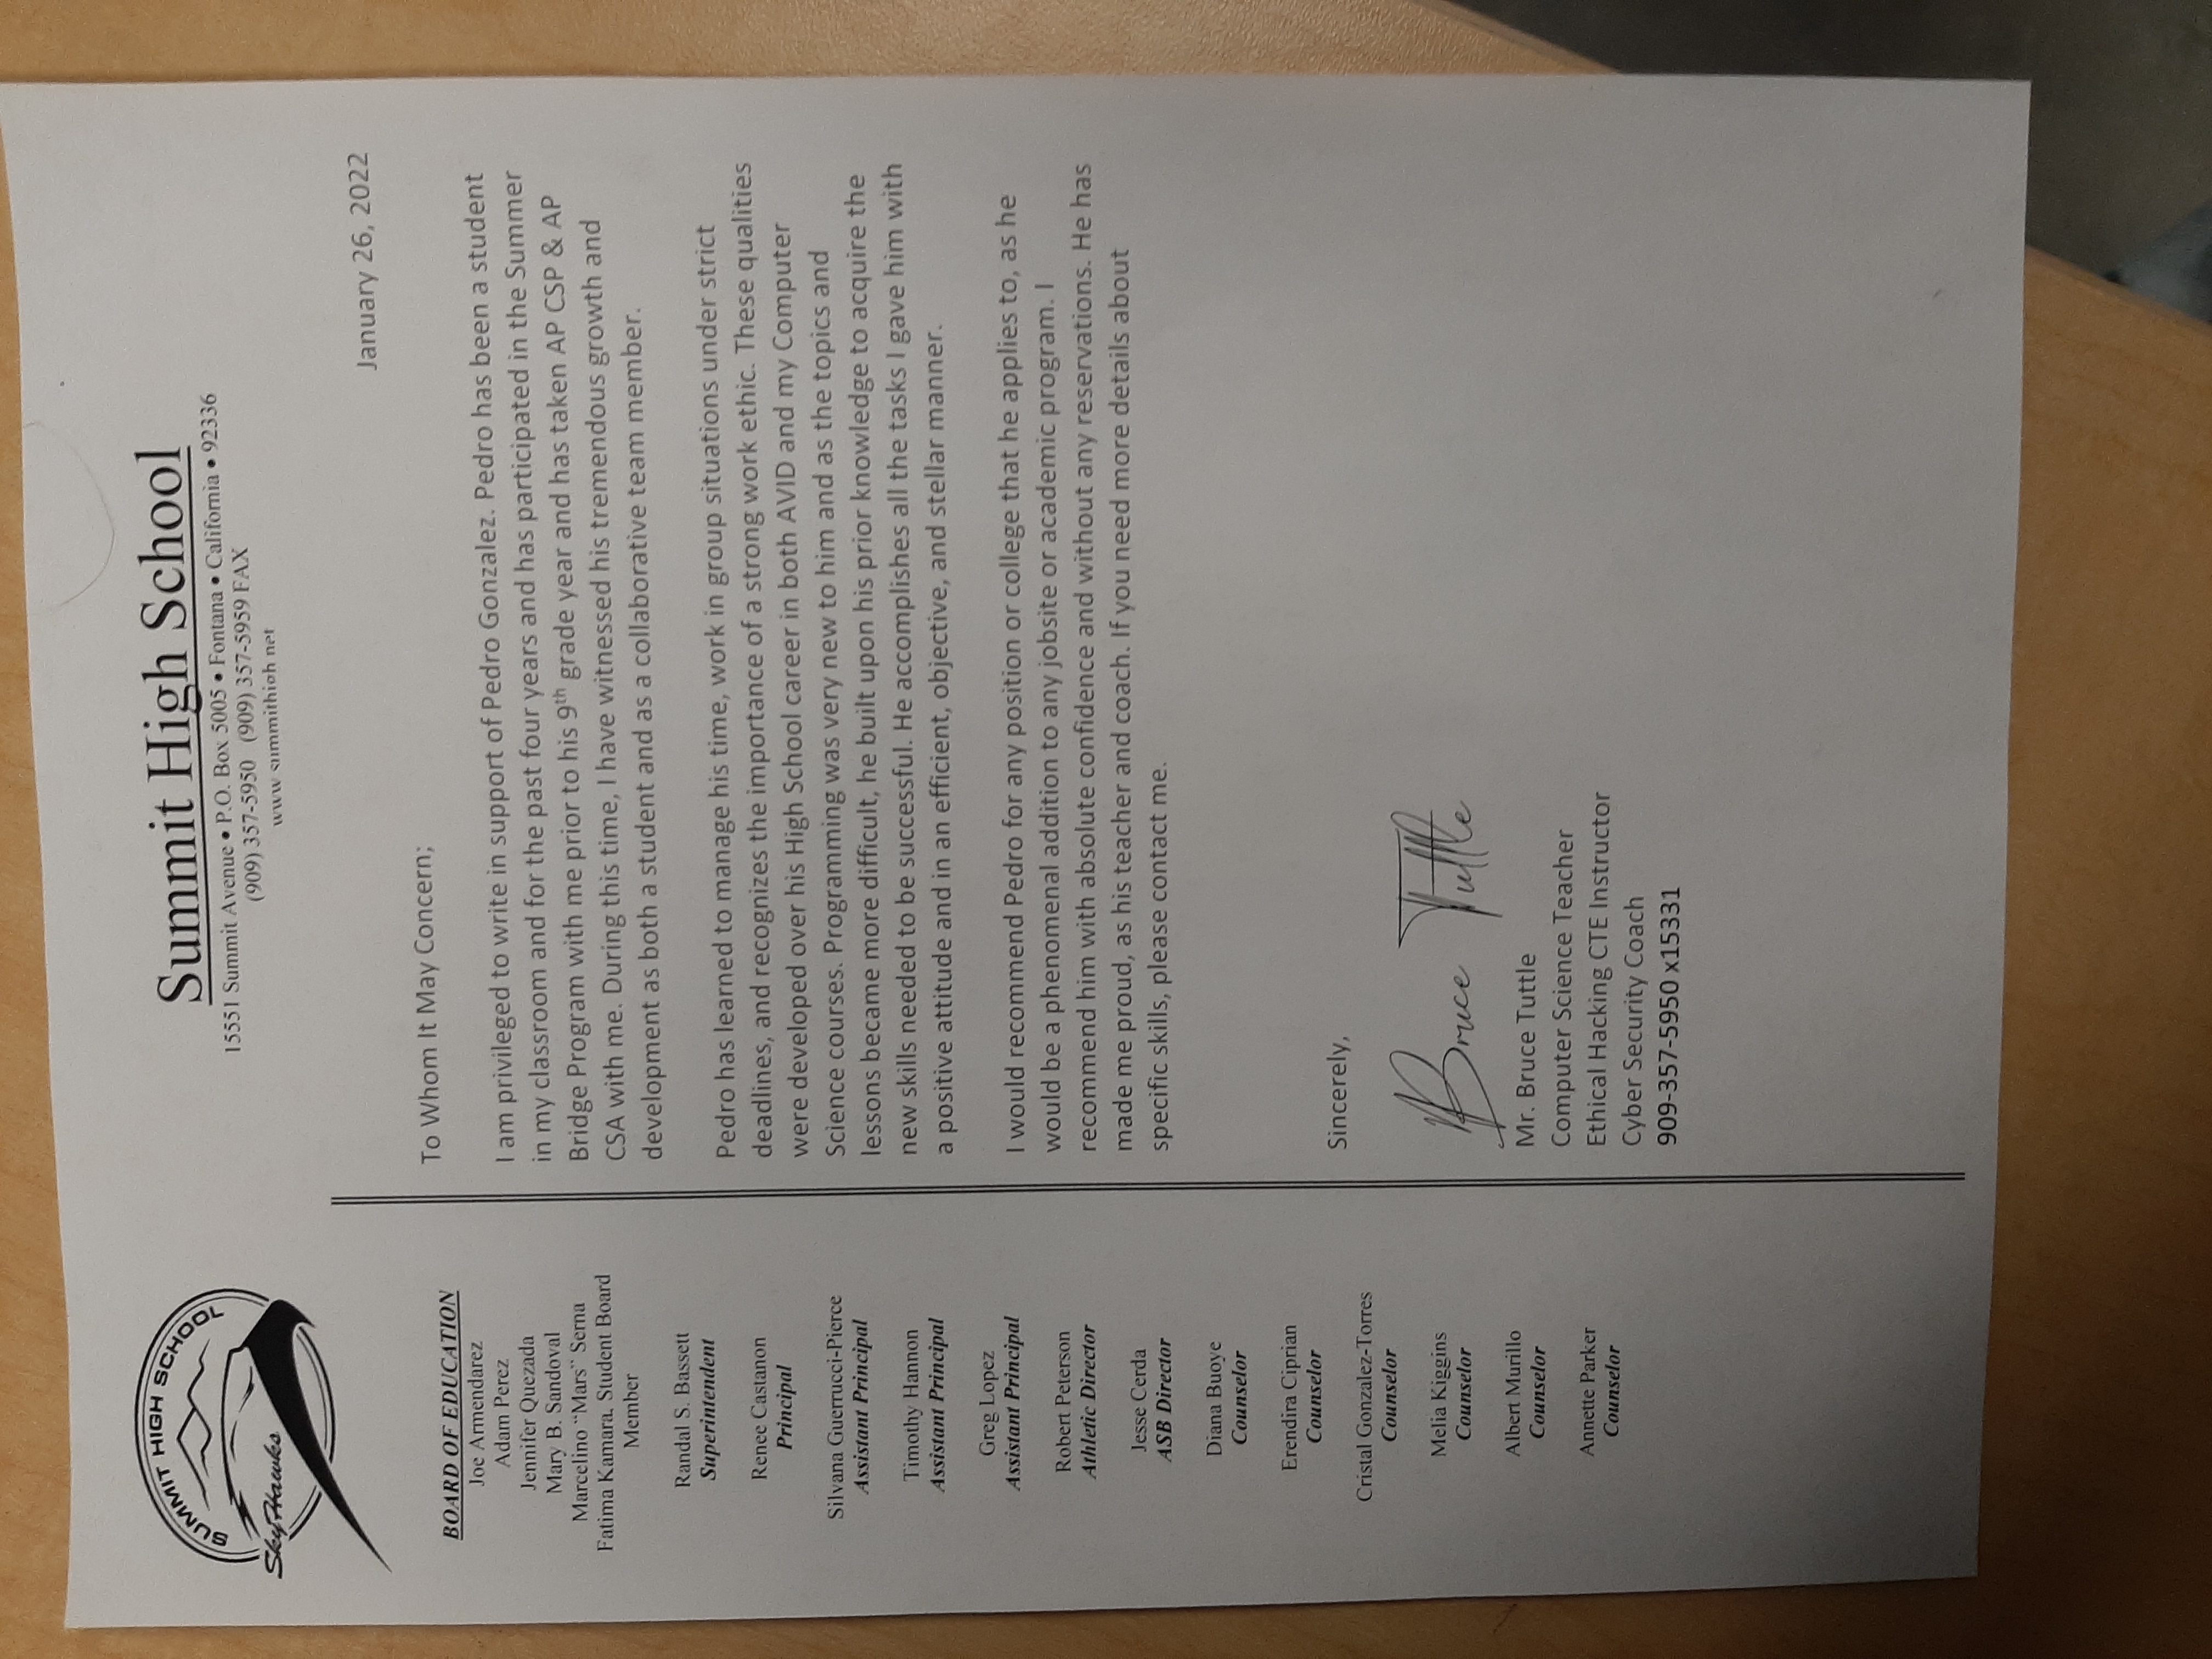 SUMMIT HIGH SCHOOL
SkyHawks
Summit High School
15551 Summit Avenue • P.O. Box 5005 • Fontana • California • 92336
(909) 357-5950 (909) 357-5959 FAX
www summithigh net
BOARD OF EDUCATION
Joe Armendarez
Adam Perez
Jennifer Quezada
Mary B. Sandoval
Marcelino “Mars” Serna
Fatima Kamara, Student Board
Member
Randal S. Bassett
Superintendent
Renee Castanon
Principal
Silvana Guerrucci-Pierce
Assistant Principal
Timothy Hannon
Assistant Principal
Greg Lopez
Assistant Principal
Robert Peterson
Athletic Director
Jesse Cerda
ASB Director
Diana Buoye
Counselor
Erendira Ciprian
Counselor
Cristal Gonzalez-Torres
Counselor
Melia Kiggins
Counselor
Albert Murillo
Counselor
Annette Parker
Counselor
January 26, 2022
To Whom It May Concern;
I am privileged to write in support of Pedro Gonzalez. Pedro has been a student
in my classroom and for the past four years and has participated in the Summer
Bridge Program with me prior to his 9th grade year and has taken AP CSP & AP
CSA with me. During this time, I have witnessed his tremendous growth and
development as both a student and as a collaborative team member.
Pedro has learned to manage his time, work in group situations under strict
deadlines, and recognizes the importance of a strong work ethic. These qualities
were developed over his High School career in both AVID and my Computer
Science courses. Programming was very new to him and as the topics and
lessons became more difficult, he built upon his prior knowledge to acquire the
new skills needed to be successful. He accomplishes all the tasks I gave him with
a positive attitude and in an efficient, objective, and stellar manner.
I would recommend Pedro for any position or college that he applies to, as he
would be a phenomenal addition to any jobsite or academic program. I
recommend him with absolute confidence and without any reservations. He has
made me proud, as his teacher and coach. If you need more details about
specific skills, please contact me.
Sincerely,
Bruce Tuttle
Mr. Bruce Tuttle
Computer Science Teacher
Ethical Hacking CTE Instructor
Cyber Security Coach
909-357-5950 x15331